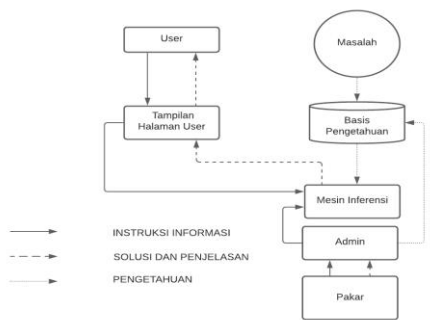 User
Masalah
Tampilan
Halaman User
Basis
Pengetahuan
Mesin Inferensi
Admin
Pakar
INSTRUKSI INFORMASI
SOLUSI DAN PENJELASAN
PENGETAHUAN